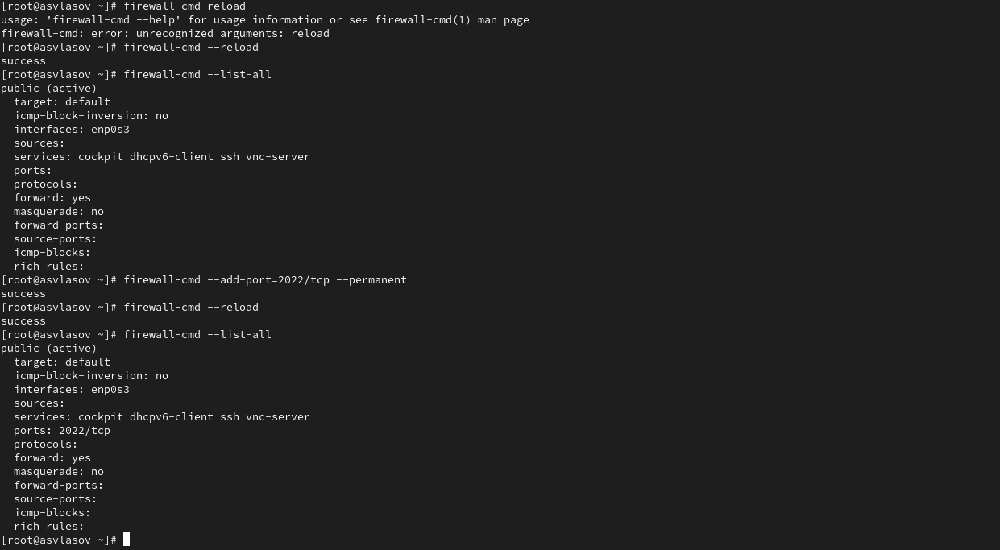 [root@asvlasov ~]# firewall-cmd reload
usage: 'firewall-cmd --help' for usage information or see firewall-cmd(1) man page
firewall-cmd: error: unrecognized arguments: reload
[root@asvlasov ~]# firewall-cmd --reload
success
[root@asvlasov ~]# firewall-cmd --list-all
public (active)
  target: default
  icmp-block-inversion: no
  interfaces: enp0s3
  sources:
  services: cockpit dhcpv6-client ssh vnc-server
  ports:
  protocols:
  forward: yes
  masquerade: no
  forward-ports:
  source-ports:
  icmp-blocks:
  rich rules:
[root@asvlasov ~]# firewall-cmd --add-port=2022/tcp --permanent
success
[root@asvlasov ~]# firewall-cmd --reload
success
[root@asvlasov ~]# firewall-cmd --list-all
public (active)
  target: default
  icmp-block-inversion: no
  interfaces: enp0s3
  sources:
  services: cockpit dhcpv6-client ssh vnc-server
  ports: 2022/tcp
  protocols:
  forward: yes
  masquerade: no
  forward-ports:
  source-ports:
  icmp-blocks:
  rich rules:
[root@asvlasov ~]#